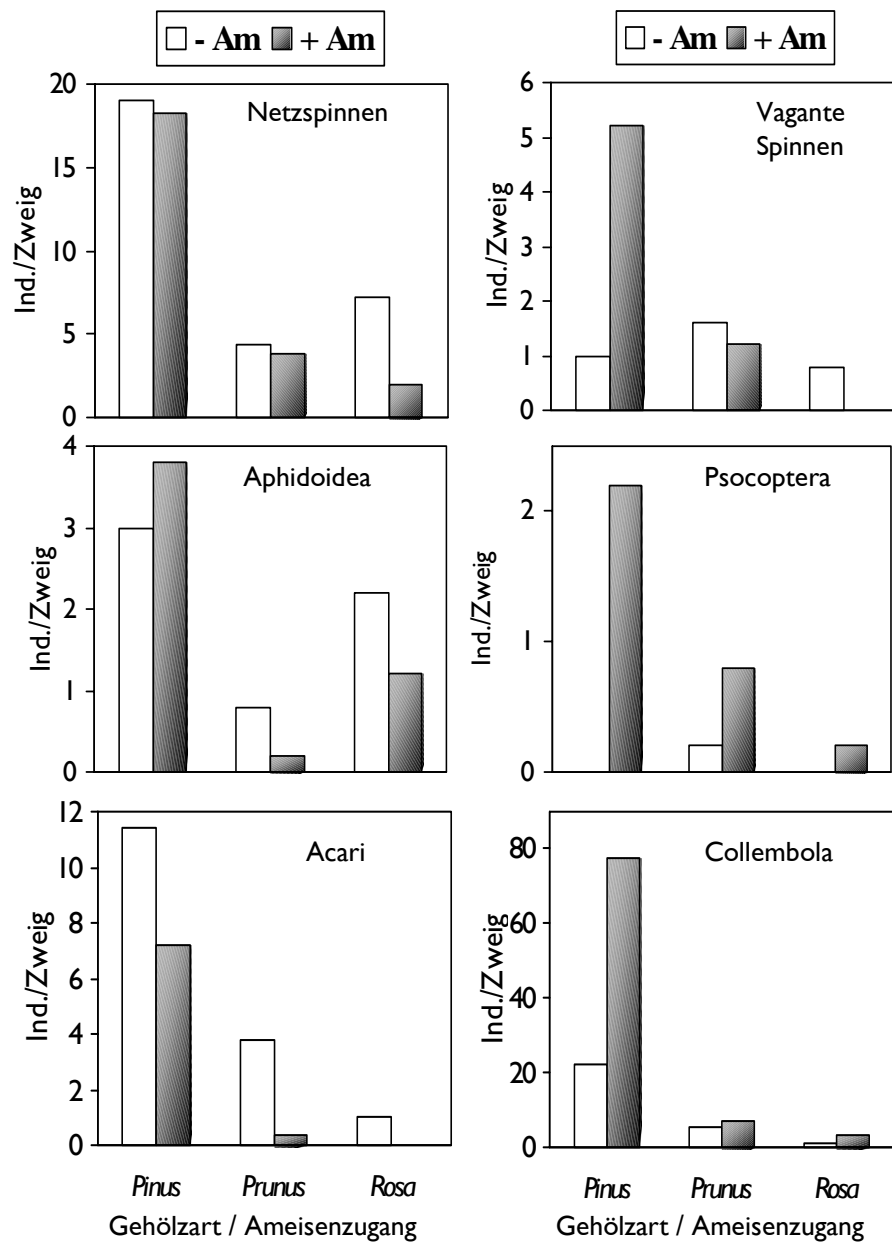 - Am + Am
- Am + Am
Netzspinnen
Ind./Zweig
20
15
10
5
0
Vagante
Spinnen
Ind./Zweig
6
5
4
3
2
1
0
Aphidoidea
Ind./Zweig
4
3
2
1
0
Psocoptera
Ind./Zweig
2
1
0
Acari
Ind./Zweig
12
10
8
6
4
2
0
Pinus Prunus Rosa
Gehölzart / Ameisenzugang
Collembola
Ind./Zweig
80
60
40
20
0
Pinus Prunus Rosa
Gehölzart / Ameisenzugang